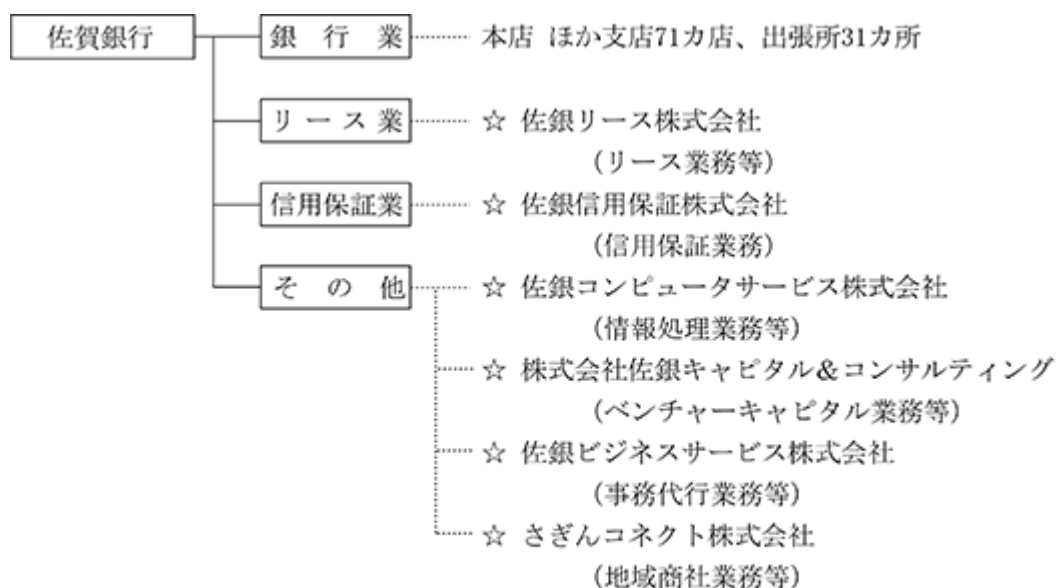 佐賀銀行 銀行業 本店 ほか支店71カ店、出張所31カ所
リース業 ☆ 佐銀リース株式会社
（リース業務等）
信用保証業 ☆ 佐銀信用保証株式会社
（信用保証業務）
その他 ☆ 佐銀コンピュータサービス株式会社
（情報処理業務等）
☆ 株式会社佐銀キャピタル＆コンサルティング
（ベンチャーキャピタル業務等）
☆ 佐銀ビジネスサービス株式会社
（事務代行業務等）
☆ さぎんコネクト株式会社
（地域商社業務等）